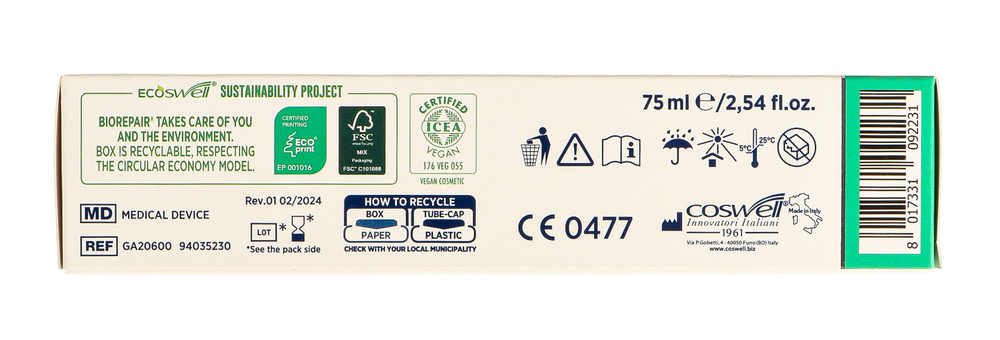 ECOSWell® SUSTAINABILITY PROJECT
BIOREPAIR® TAKES CARE OF YOU
AND THE ENVIRONMENT.
BOX IS RECYCLABLE, RESPECTING
THE CIRCULAR ECONOMY MODEL.
CERTIFIED
PRINTING
ECO
print
EP 001016
FSC
www.fsc.org
MIX
Packaging
FSC® C101688
CERTIFIED
ICEA
VEGAN
176 VEG 055
VEGAN COSMETIC
MD MEDICAL DEVICE
REF GA20600 94035230
Rev.01 02/2024
LOT * *
*See the pack side
HOW TO RECYCLE
BOX TUBE-CAP
PAPER PLASTIC
CHECK WITH YOUR LOCAL MUNICIPALITY
75 ml ℮/2,54 fl.oz.
5°C 25°C
CE 0477
COSWell®
Innovatori Italiani
1961
Via P.Gobetti, 4 - 40050 Funo (BO) Italy
www.coswell.biz
Made in Italy
8 017331 092231